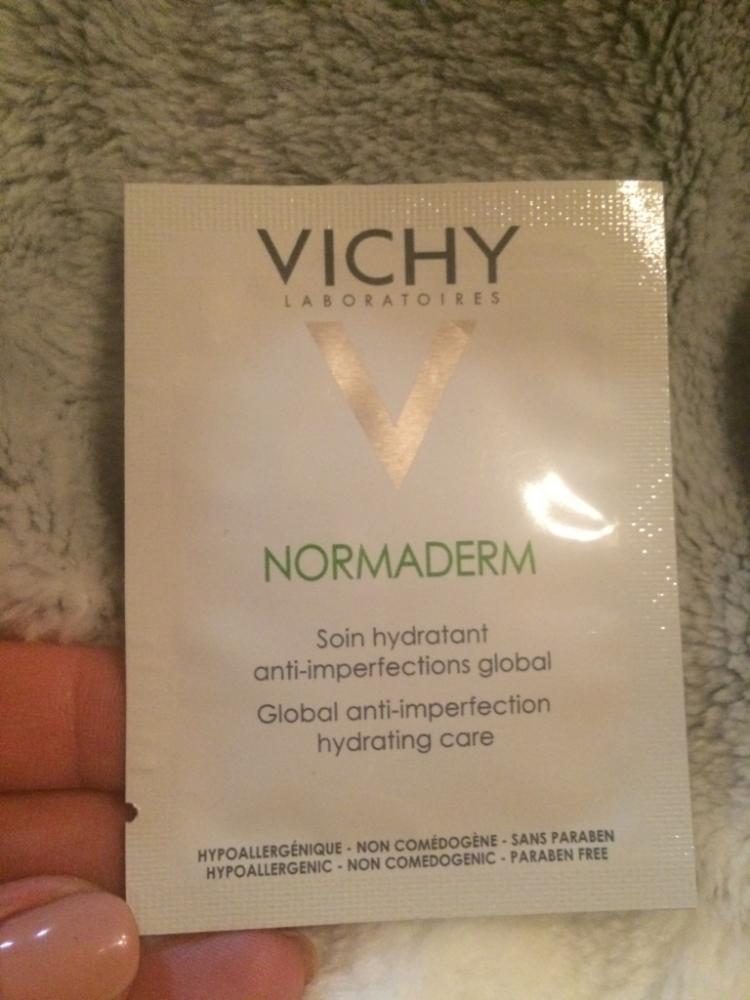 VICHY
LABORATOIRES
NORMADERM
Soin hydratant
anti-imperfections global
Global anti-imperfection
hydrating care
HYPOALLERGÉNIQUE - NON COMÉDOGÈNE - SANS PARABEN
HYPOALLERGENIC - NON COMEDOGENIC - PARABEN FREE